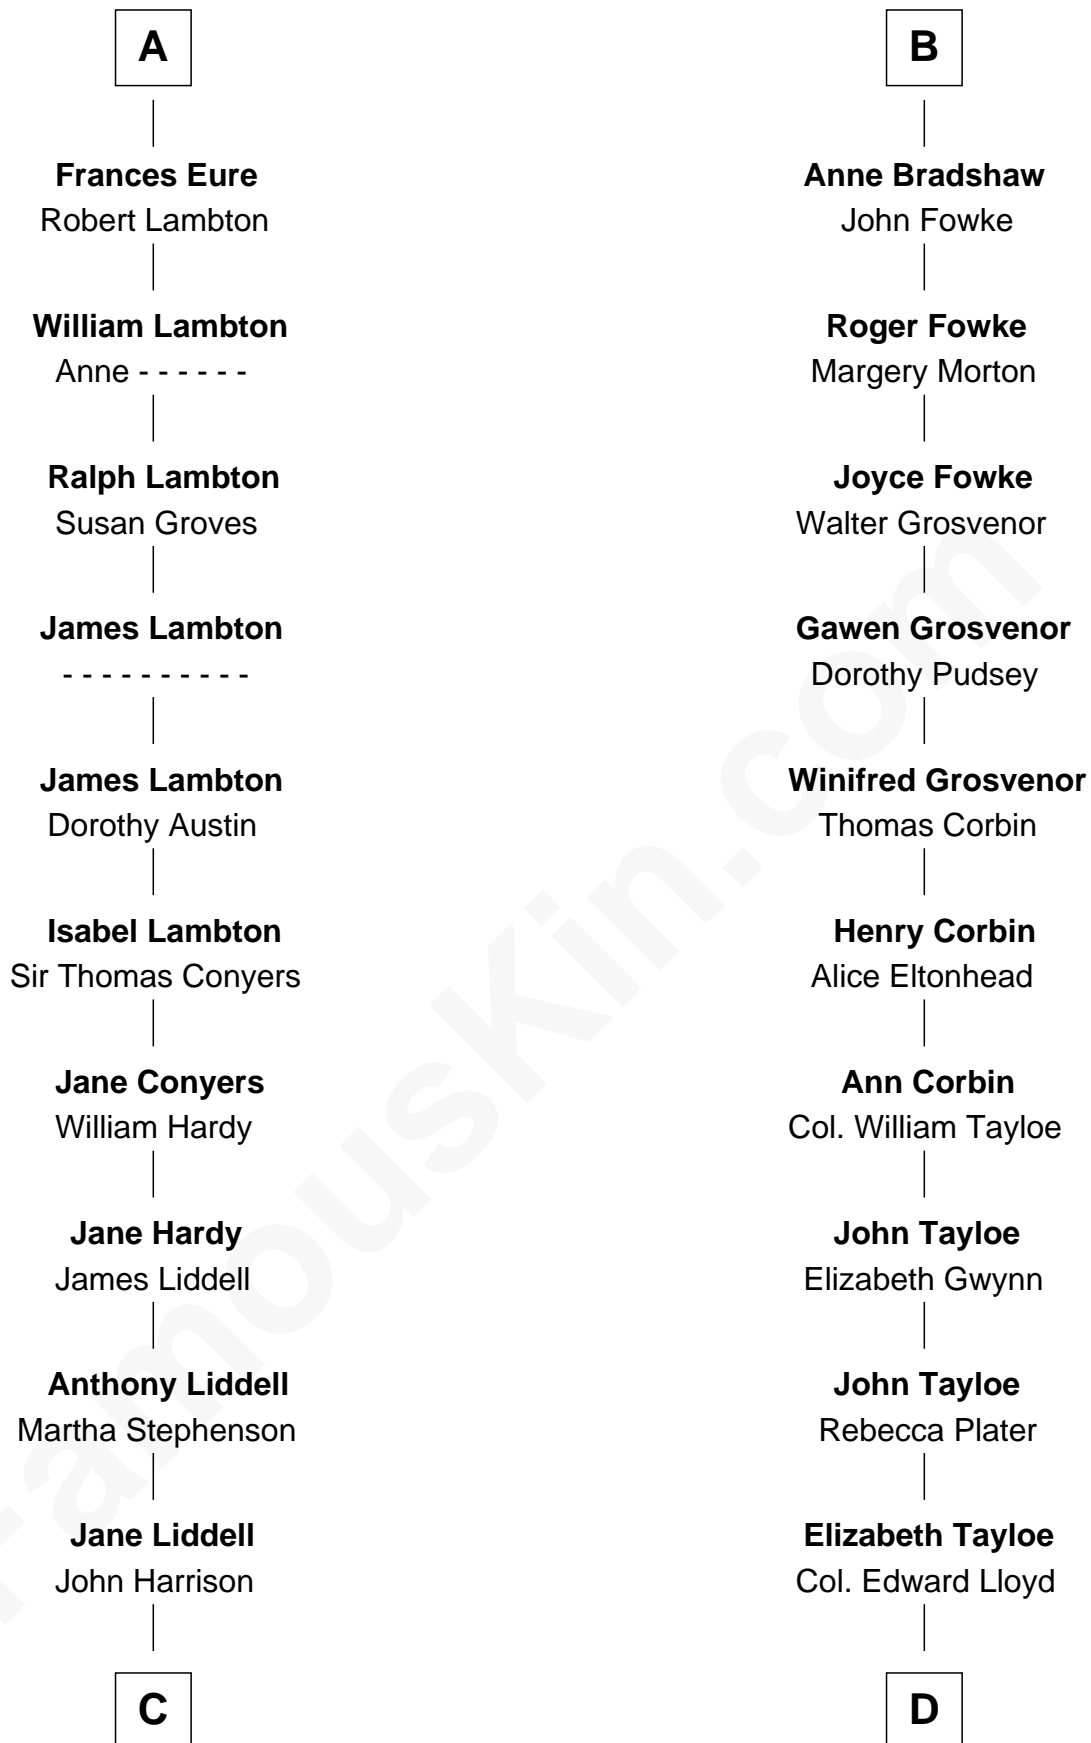 A
Frances Eure
Robert Lambton
William Lambton
Anne - - - - - -
Ralph Lambton
Susan Groves
James Lambton
- - - - - - - - - -
James Lambton
Dorothy Austin
Isabel Lambton
Sir Thomas Conyers
Jane Conyers
William Hardy
Jane Hardy
James Liddell
Anthony Liddell
Martha Stephenson
Jane Liddell
John Harrison
C
B
Anne Bradshaw
John Fowke
Roger Fowke
Margery Morton
Joyce Fowke
Walter Grosvenor
Gawen Grosvenor
Dorothy Pudsey
Winifred Grosvenor
Thomas Corbin
Henry Corbin
Alice Eltonhead
Ann Corbin
Col. William Tayloe
John Tayloe
Elizabeth Gwynn
John Tayloe
Rebecca Plater
Elizabeth Tayloe
Col. Edward Lloyd
D
FamousKin.com